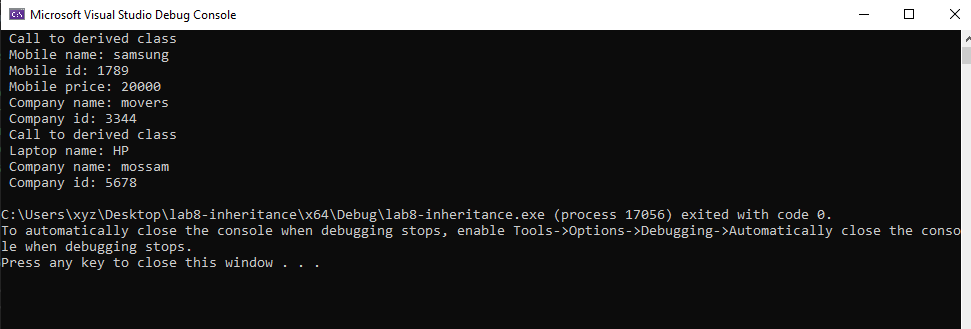 Microsoft Visual Studio Debug Console
Call to derived class
Mobile name: samsung
Mobile id: 1789
Mobile price: 20000
Company name: movers
Company id: 3344
Call to derived class
Laptop name: HP
Company name: mossam
Company id: 5678
C:\Users\xyz\Desktop\lab8-inheritance\x64\Debug\lab8-inheritance.exe (process 17056) exited with code 0.
To automatically close the console when debugging stops, enable Tools->Options->Debugging->Automatically close the conso
le when debugging stops.
Press any key to close this window . . .